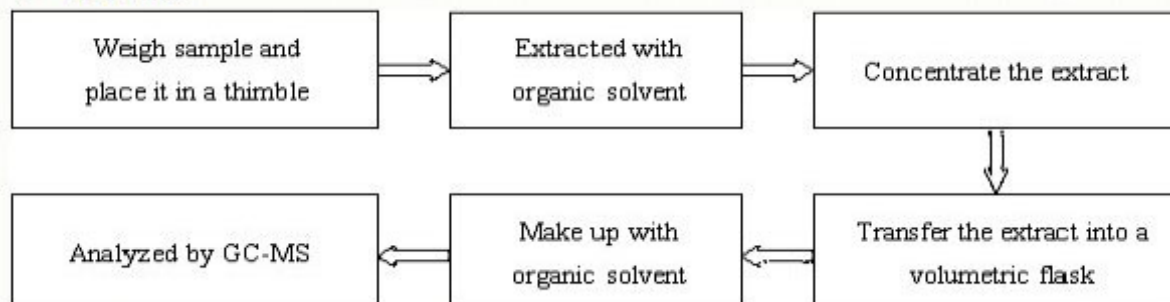 Weigh sample and
place it in a thimble
Extracted with
organic solvent
Concentrate the extract
Transfer the extract into a
volumetric flask
Make up with
organic solvent
Analyzed by GC-MS